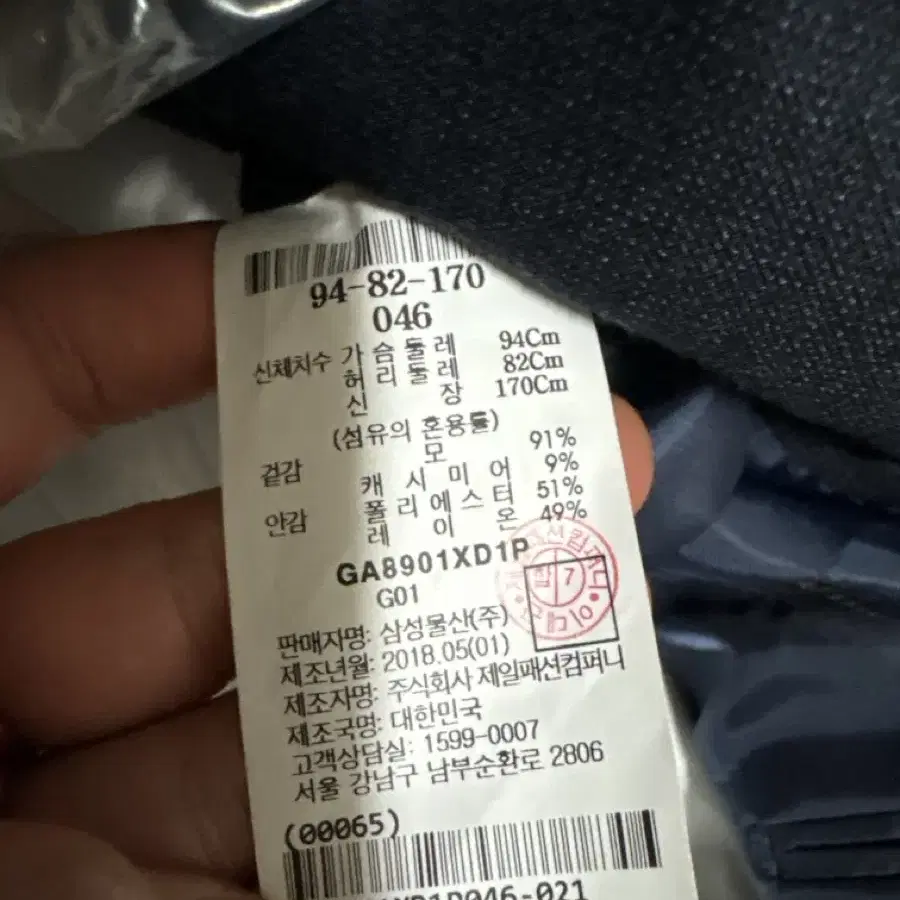 94-82-170
046
신체치수 가슴둘레 94Cm
허리둘레 82Cm
신장 170Cm
(섬유의 혼용률)
겉감 모 91%
캐시미어 9%
안감 폴리에스터 51%
레이온 49%
GA8901XD1P
G01
판매자명: 삼성물산(주)
제조년월: 2018.05(01)
제조자명: 주식회사 제일패션컴퍼니
제조국명: 대한민국
고객상담실: 1599-0007
서울 강남구 남부순환로 2806
(00065)
7